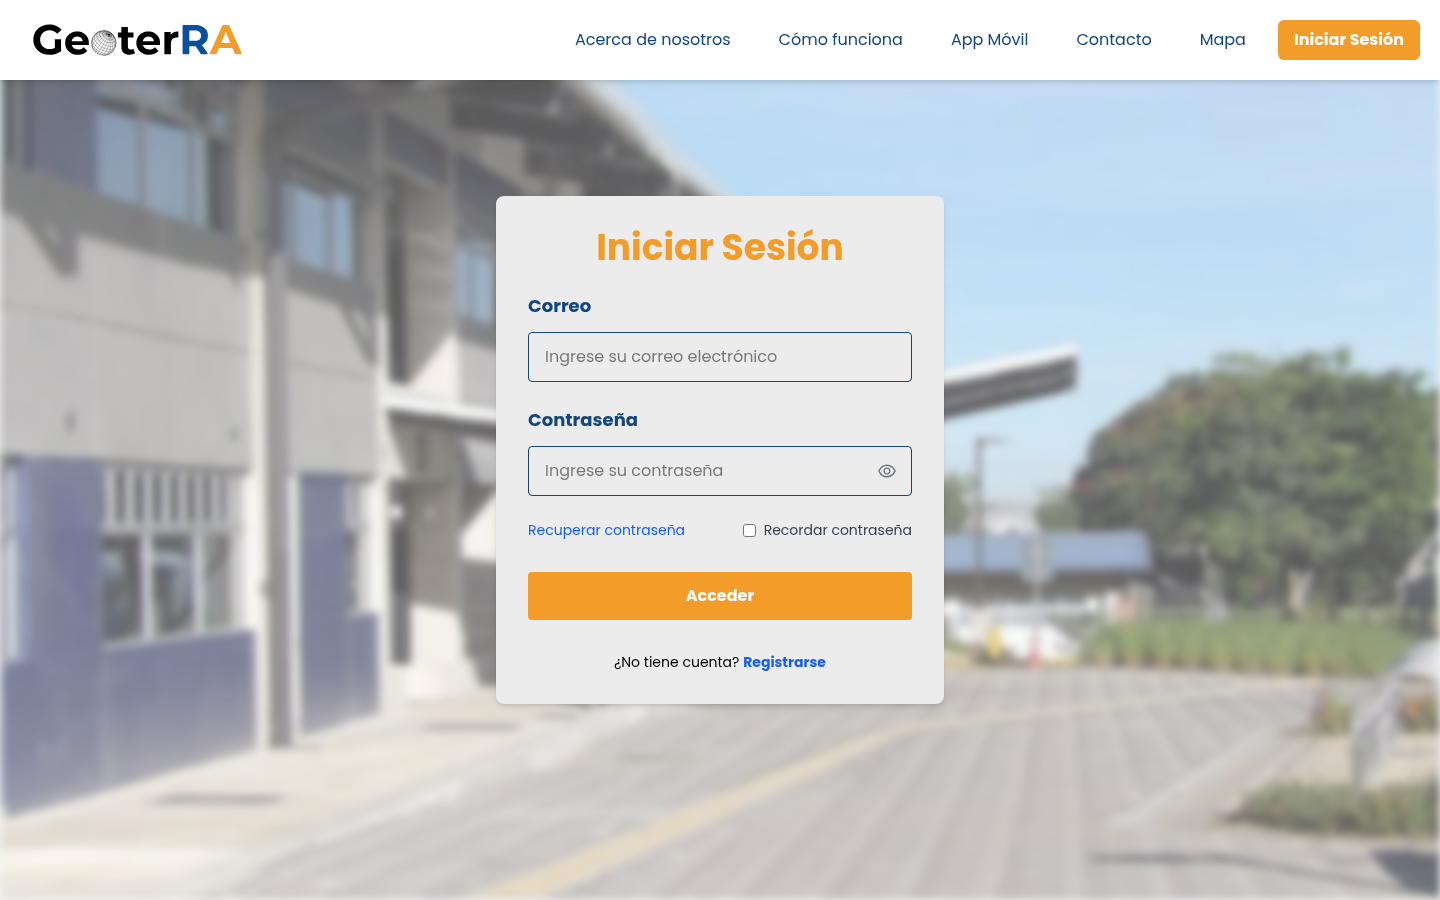 GeoterRA
Acerca de nosotros
Cómo funciona
App Móvil
Contacto
Mapa
Iniciar Sesión
Iniciar Sesión
Correo
Ingrese su correo electrónico
Contraseña
Ingrese su contraseña
Recuperar contraseña
Recordar contraseña
Acceder
¿No tiene cuenta? Registrarse